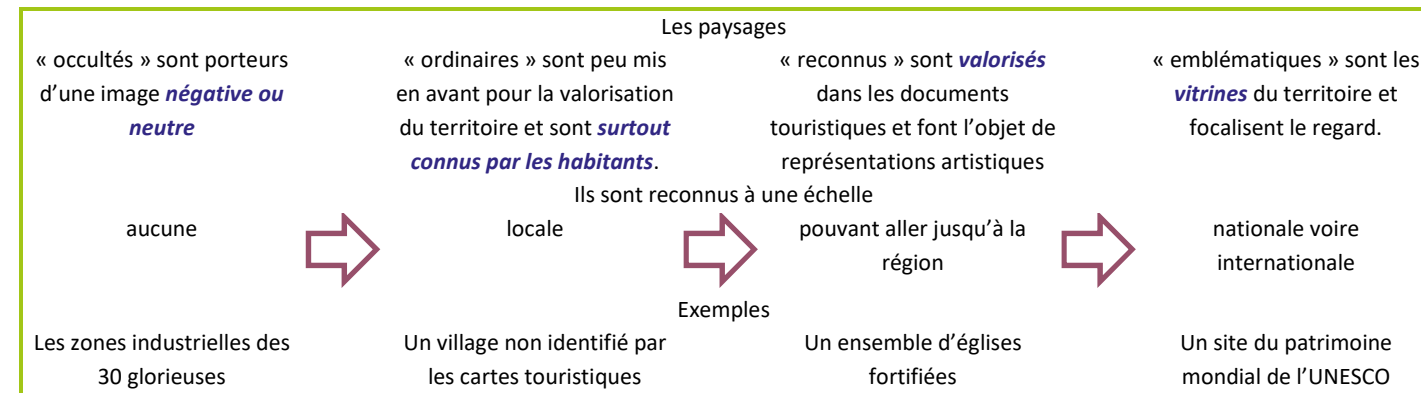 Les paysages
« occultés » sont porteurs
d’une image négative ou
neutre
« ordinaires » sont peu mis
en avant pour la valorisation
du territoire et sont surtout
connus par les habitants.
« reconnus » sont valorisés
dans les documents
touristiques et font l’objet de
représentations artistiques
« emblématiques » sont les
vitrines du territoire et
focalisent le regard.
Ils sont reconnus à une échelle
aucune
locale
pouvant aller jusqu’à la
région
nationale voire
internationale
Exemples
Les zones industrielles des
30 glorieuses
Un village non identifié par
les cartes touristiques
Un ensemble d’églises
fortifiées
Un site du patrimoine
mondial de l’UNESCO